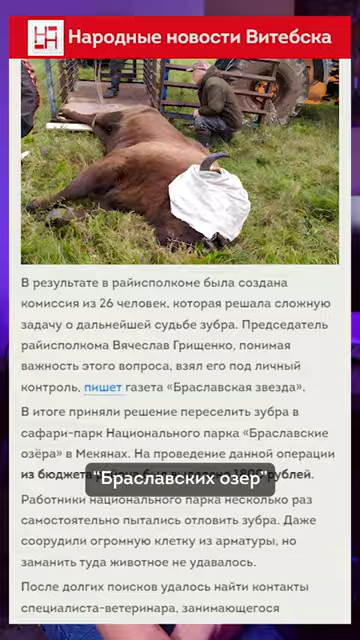 Народные новости Витебска
В результате в райисполкоме была создана
комиссия из 26 человек, которая решала сложную
задачу о дальнейшей судьбе зубра. Председатель
райисполкома Вячеслав Грищенко, понимая
важность этого вопроса, взял его под личный
контроль, пишет газета «Браславская звезда».
В итоге приняли решение переселить зубра в
сафари-парк Национального парка «Браславские
озёра» в Мекянах. На проведение данной операции
из бюджета рублей.
"Браславских озер"
Работники национального парка несколько раз
самостоятельно пытались отловить зубра. Даже
соорудили огромную клетку из арматуры, но
заманить туда животное не удавалось.
После долгих поисков удалось найти контакты
специалиста-ветеринара, занимающегося